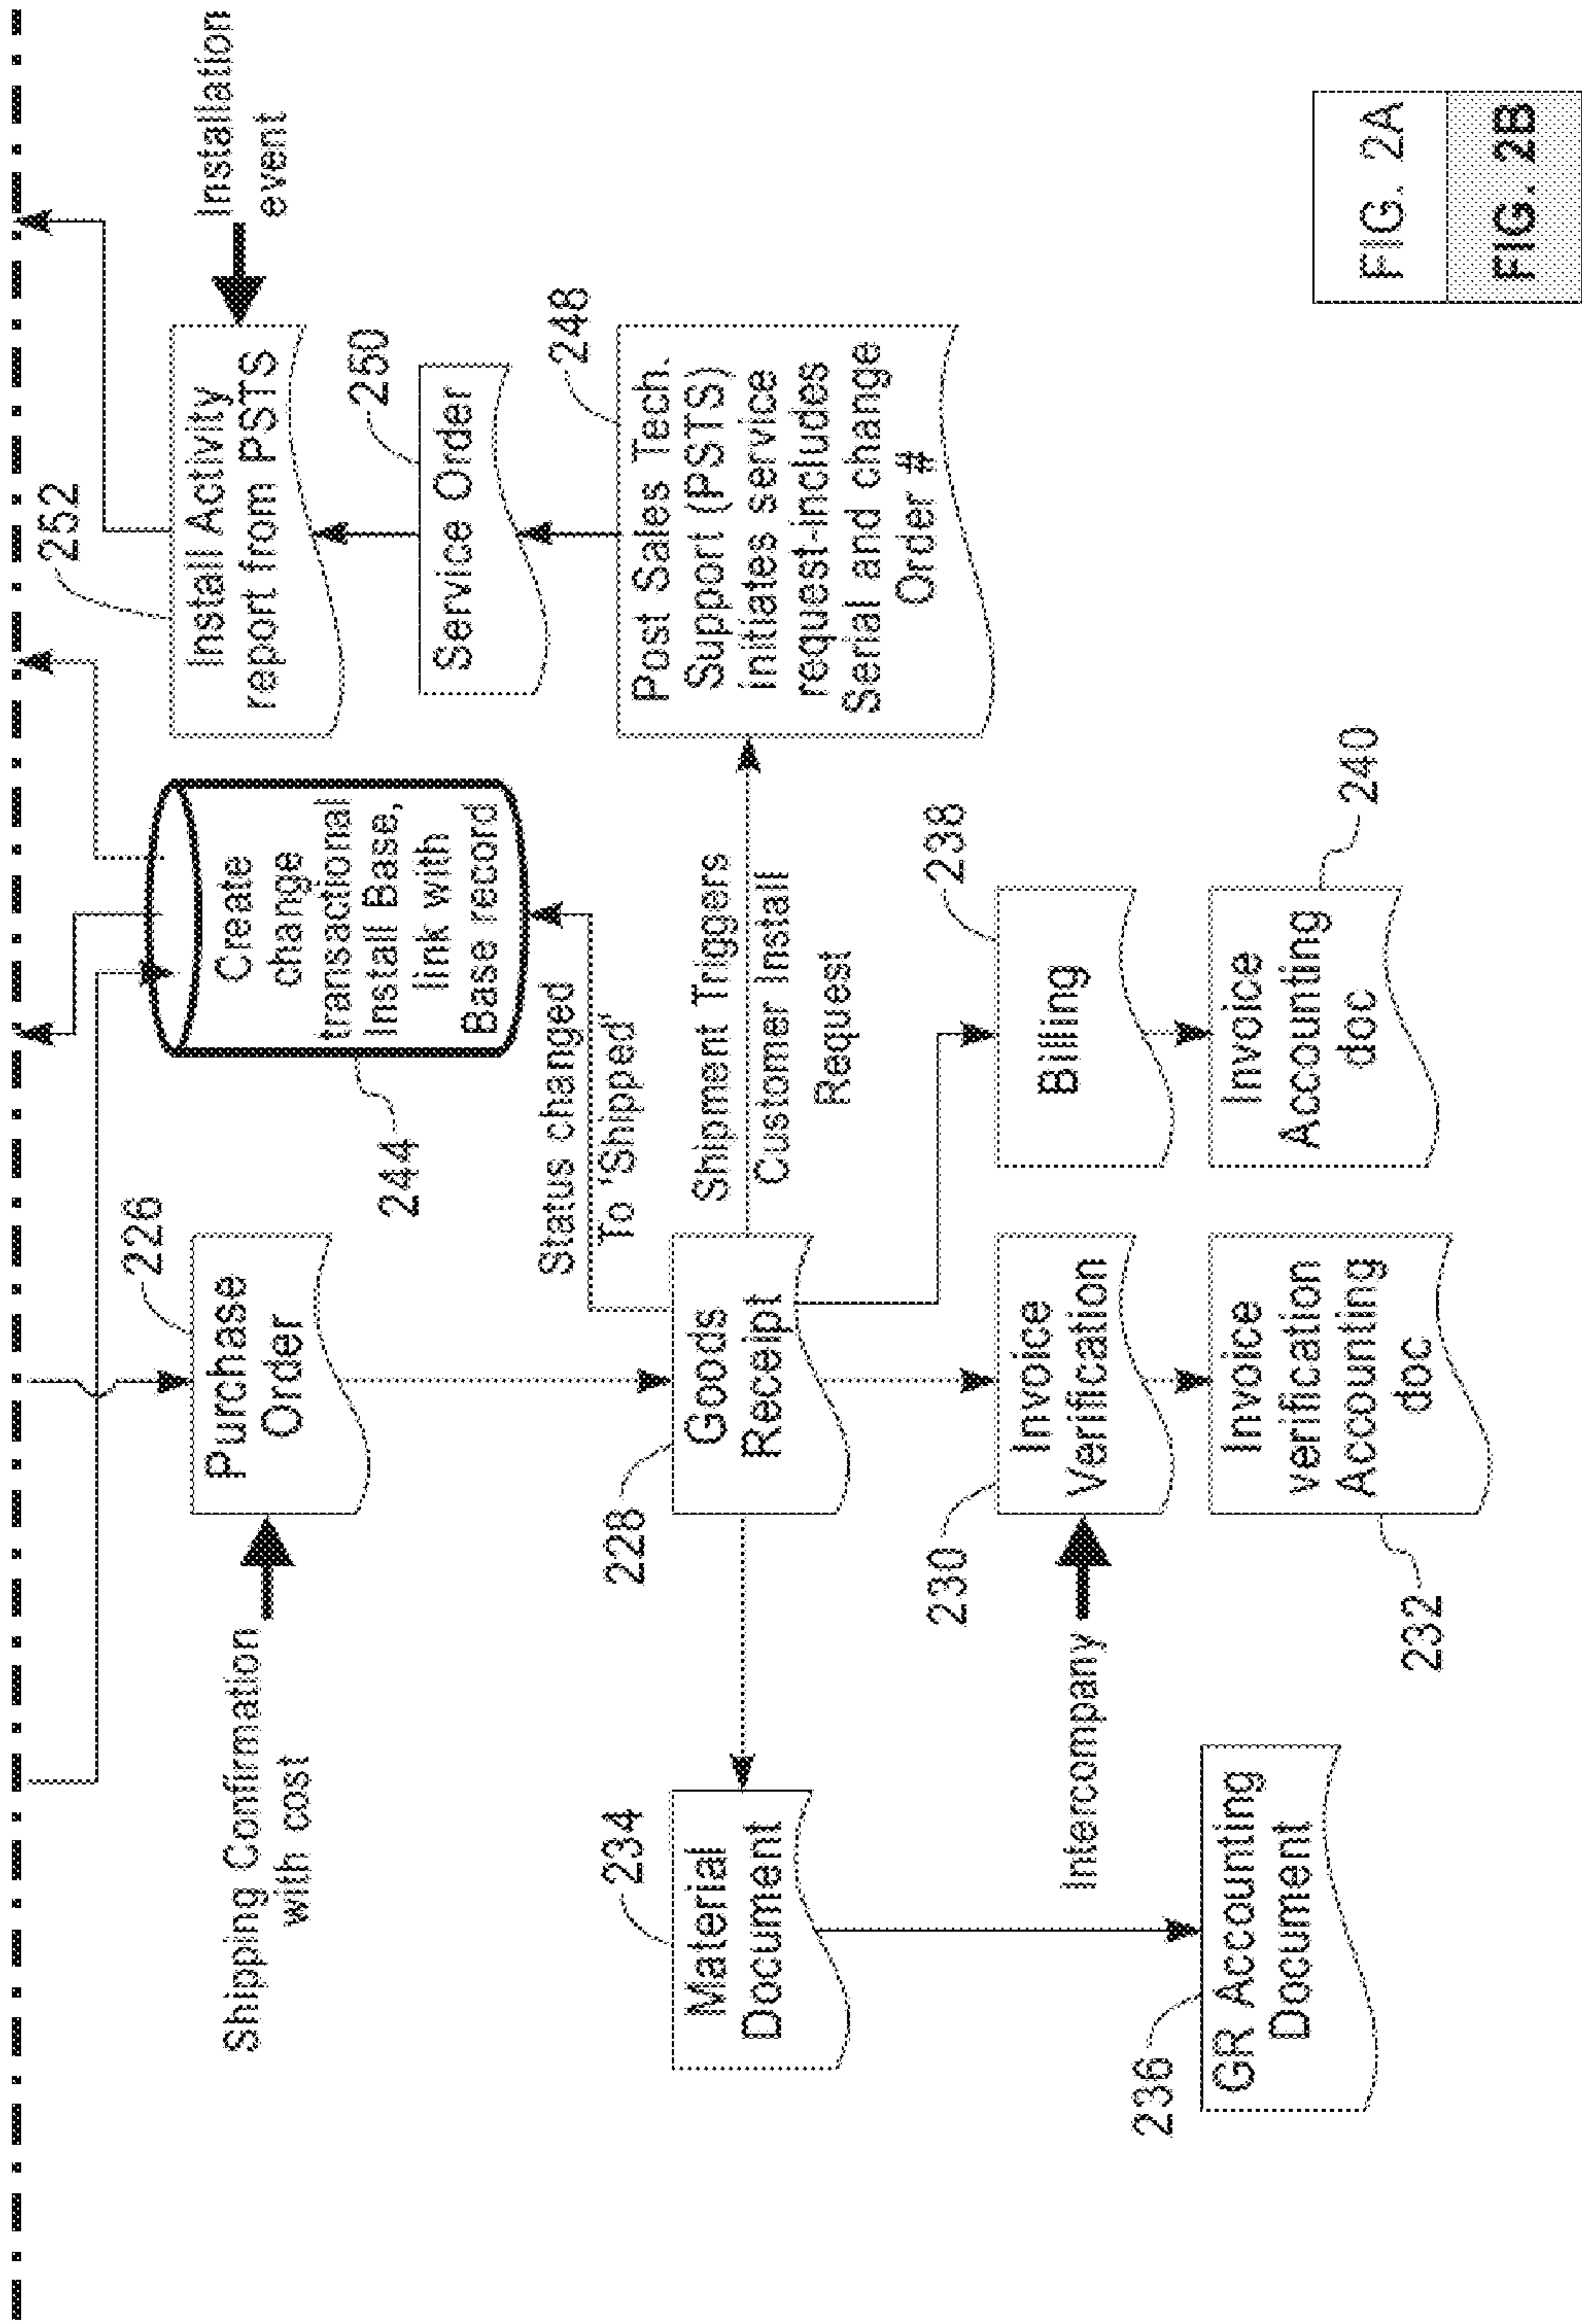 252
Install Activity
report from PSTS
Installation
event
226
Purchase
Order
Shipping Confirmation
with cost
Create
change
transactional
Install Base,
link with
Base record
244
250
Service Order
Status changed
To 'Shipped'
248
Post Sales Tech.
Support (PSTS)
Initiates service
request-includes
Serial and change
Order #
234
Material
Document
228
Goods
Receipt
Shipment Triggers
Customer Install
Request
230
Invoice
Verification
Intercompany
238
Billing
236
GR Accounting
Document
232
Invoice
verification
Accounting
doc
240
Invoice
Accounting
doc
FIG. 2A
FIG. 2B